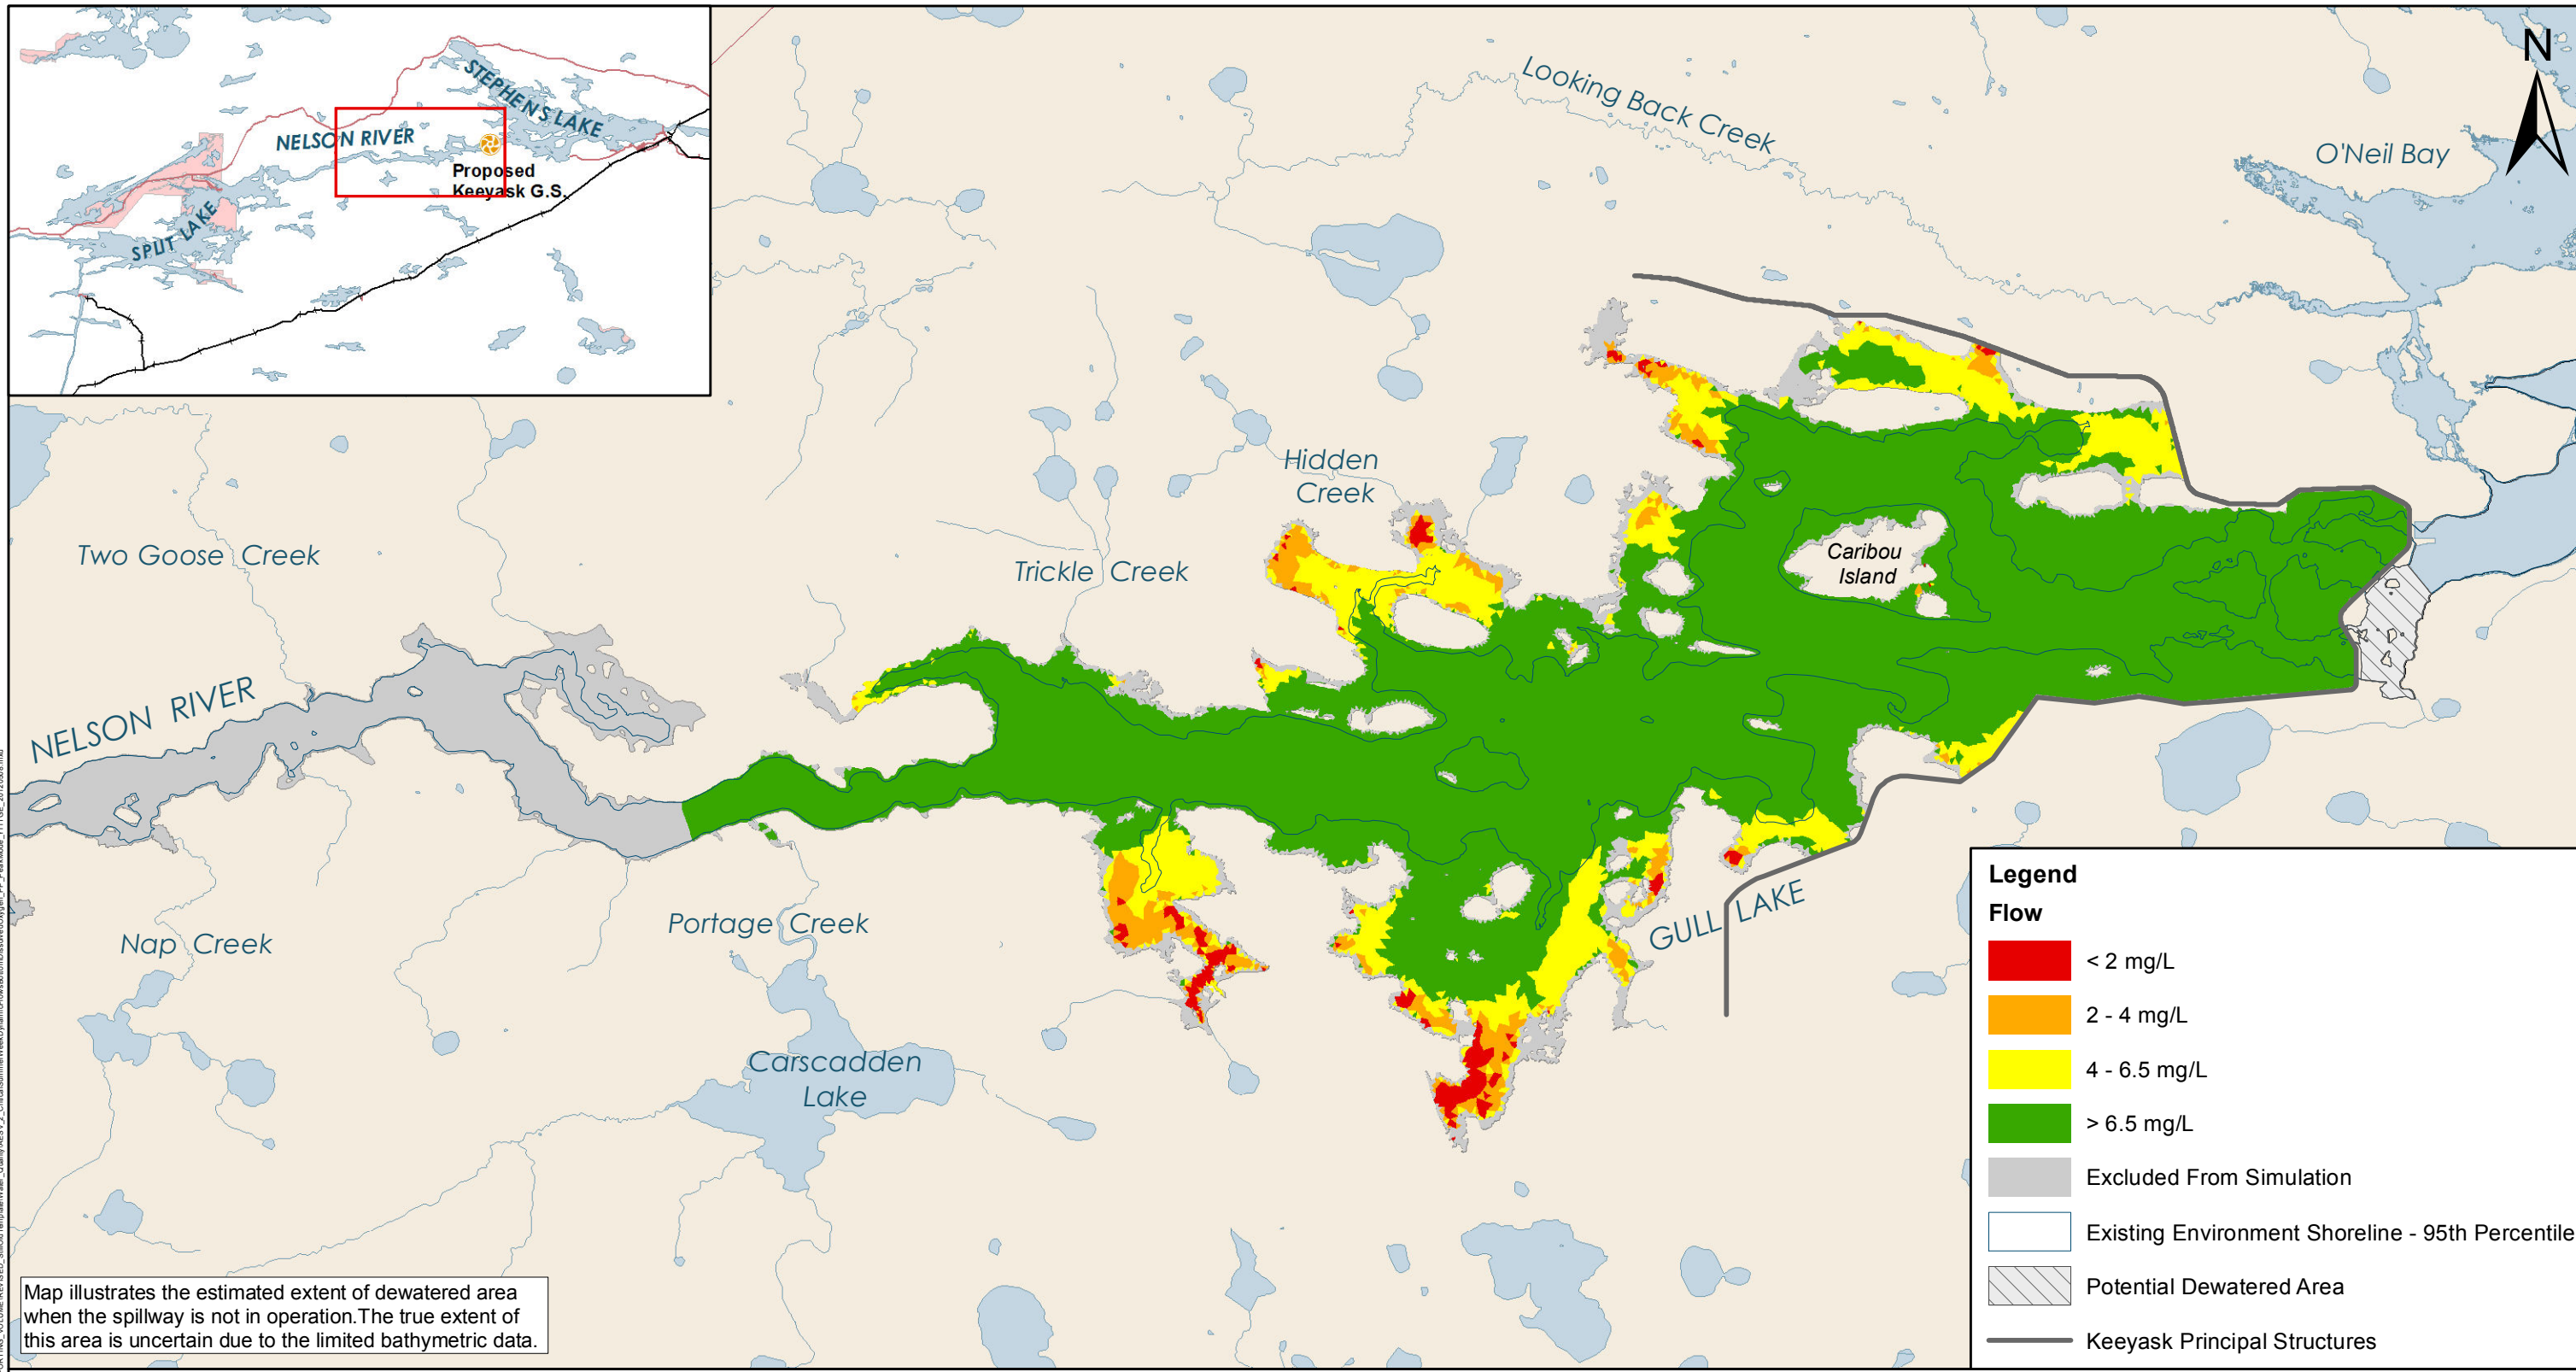 STEPHENS LAKE
NELSON RIVER
Proposed
Keeyask G.S.
SPLIT LAKE
Looking Back Creek
N
O'Neil Bay
Hidden
Creek
Two Goose Creek
Trickle Creek
Caribou
Island
NELSON RIVER
Nap Creek
Portage Creek
GULL LAKE
Carscadden
Lake
Legend
Flow
< 2 mg/L
2 - 4 mg/L
4 - 6.5 mg/L
> 6.5 mg/L
Excluded From Simulation
Existing Environment Shoreline - 95th Percentile
Potential Dewatered Area
Keeyask Principal Structures
Map illustrates the estimated extent of dewatered area
when the spillway is not in operation.The true extent of
this area is uncertain due to the limited bathymetric data.